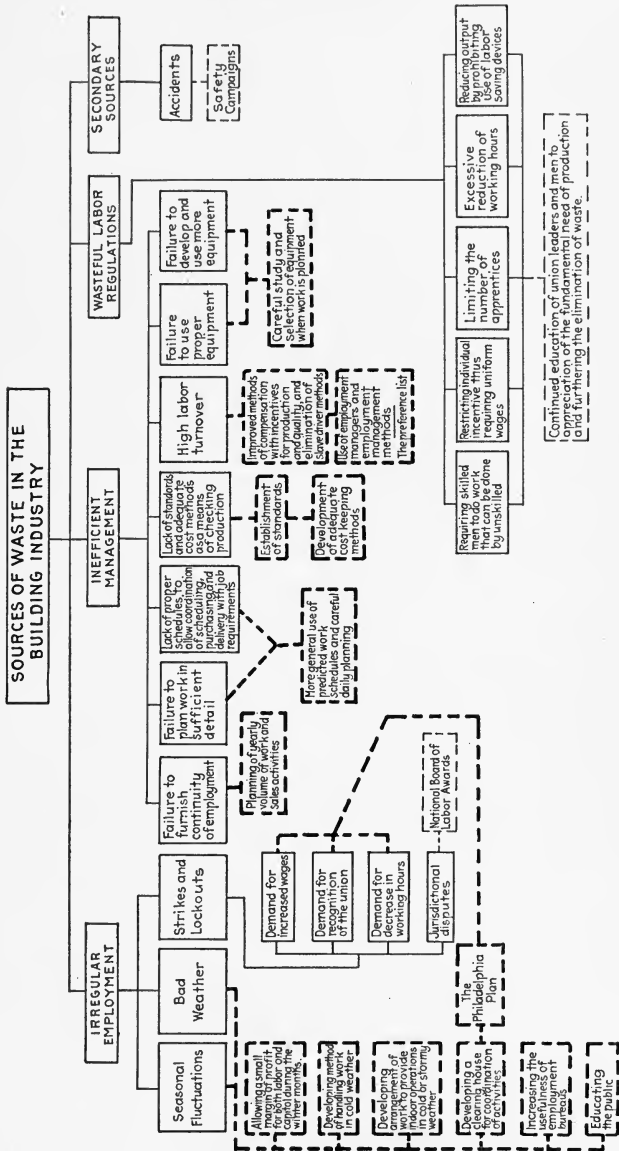 SOURCES OF WASTE IN THE
BUILDING INDUSTRY
IRREGULAR
EMPLOYMENT
INEFFICIENT
MANAGEMENT
WASTEFUL LABOR
REGULATIONS
SECONDARY
SOURCES
Seasonal
Fluctuations
Bad
Weather
Strikes and
Lockouts
Failure to
furnish
continuity
of employment
Failure to
plan work in
Sufficient
detail
Lack of proper
schedules, to
allow coordination
of scheduling,
purchasing, and
delivery with job
requirements
Lack of standards
and adequate
cost methods
as a means
of checking
production
High labor
turnover
Failure
to use
proper
equipment
Failure to
develop and
use more
equipment
Accidents
Safety
Campaigns
Allowing small
margin of profit
for both labor and
capital during the
winter months.
Developing method
of handling work
in cold weather
Developing
arrangement of
work to provide
indoor operations
in cold or stormy
weather
Developing a
clearing house
for coordination
of activities
Increasing the
usefulness of
employment
bureaus
Educating
the public
Demand for
increased wages
Demand for
recognition
of the union
Demand for
decrease in
working hours
Jurisdictional
disputes
National Board of
Labor Awards
The
Philadelphia
Plan
Planning of yearly
volume of work and
Sales activities
More general use of
predicted work
schedules and careful
daily planning
Establishment
of standards
Development
of adequate
cost keeping
methods
Improved methods
of compensation
with incentives
for production
and quality, and
elimination of
slave driver methods
Use of employment
managers and
employment
management
methods
The preference list
Careful study and
selection of equipment
when work is planned
Requiring skilled
men to do work
that can be done
by unskilled
Restricting individual
incentive thus
requiring uniform
wages
Limiting the
number of
apprentices
Excessive
reduction of
working hours
Reducing output
by prohibiting
use of labor
saving devices
Continued education of union leaders and men to
appreciation of the fundamental need of production
and furthering the elimination of waste.